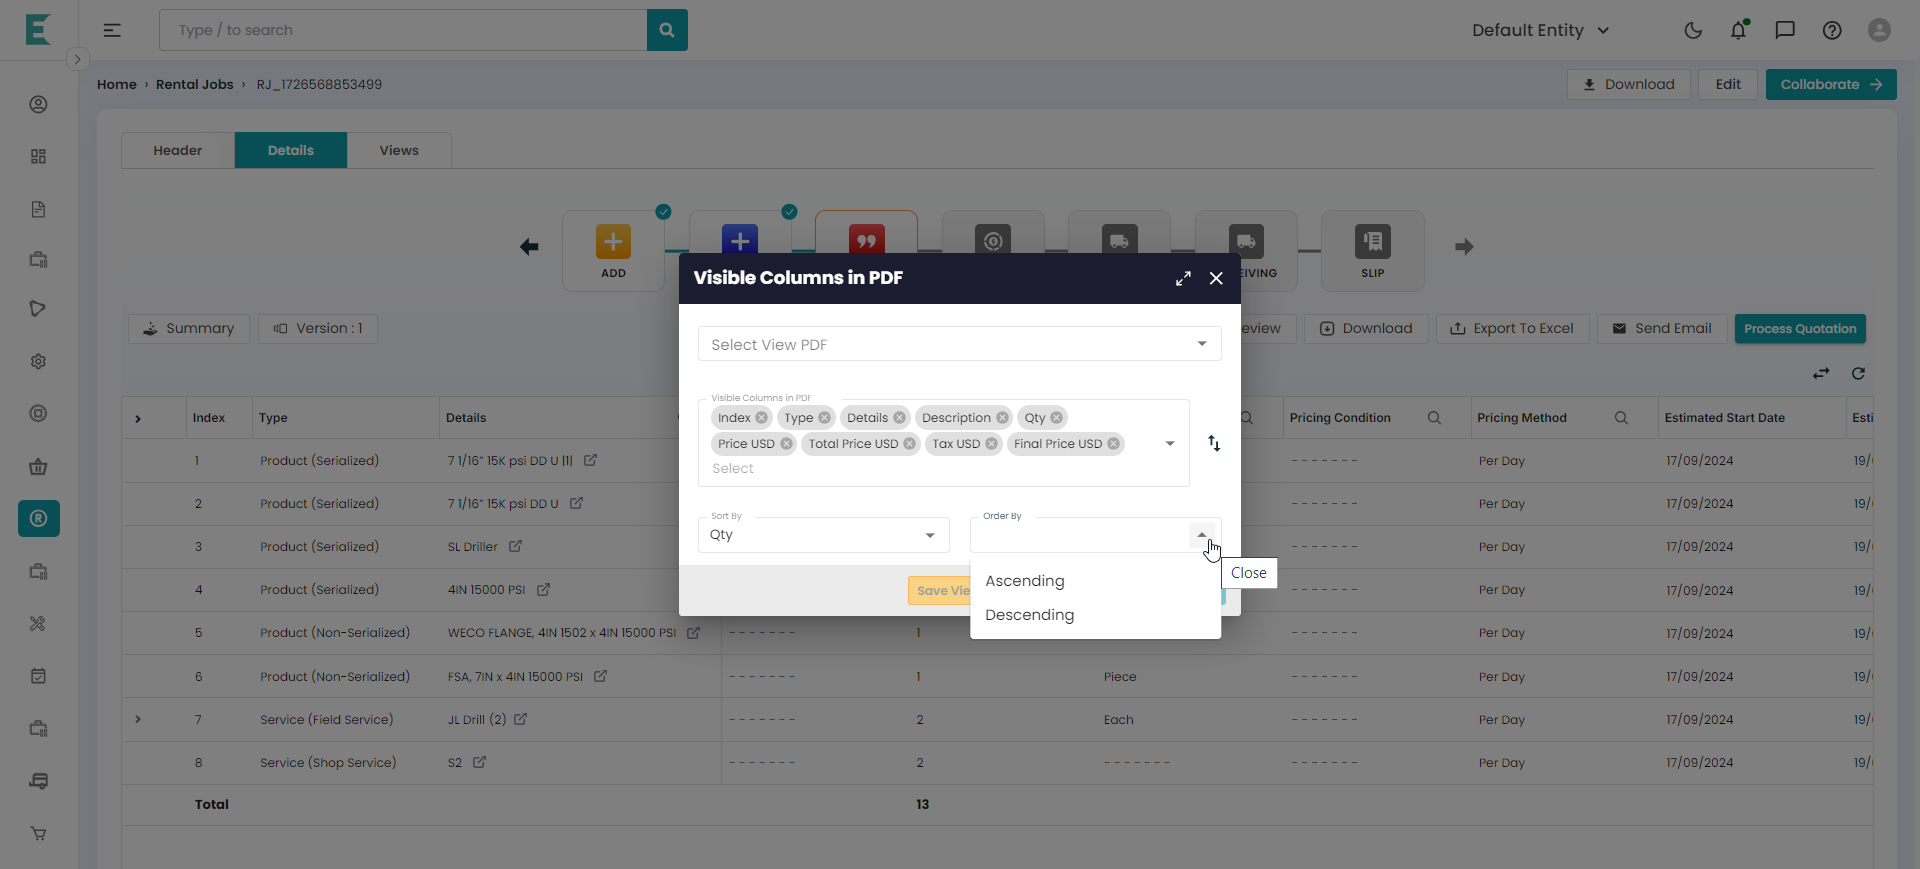 Type / to search
Default Entity
Home › Rental Jobs › RJ_1726568853499
Download
Edit
Collaborate
Header
Details
Views
ADD
EIVING
SLIP
Visible Columns in PDF
Summary
Version : 1
eview
Download
Export To Excel
Send Email
Process Quotation
Select View PDF
Visible Columns in PDF
Index Type Details Description Qty
Price USD Total Price USD Tax USD Final Price USD
Select
Sort By
Qty
Order By
Close
Ascending
Descending
Save Vie
Index Type Details Pricing Condition Pricing Method Estimated Start Date Esti
1 Product (Serialized) 7 1/16" 15K psi DD U |1| - - - - - - - Per Day 17/09/2024 19/
2 Product (Serialized) 7 1/16" 15K psi DD U - - - - - - - Per Day 17/09/2024 19/
3 Product (Serialized) SL Driller - - - - - - - Per Day 17/09/2024 19/
4 Product (Serialized) 4IN 15000 PSI - - - - - - - Per Day 17/09/2024 19/
5 Product (Non-Serialized) WECO FLANGE, 4IN 1502 x 4IN 15000 PSI - - - - - - - 1 - - - - - - - Per Day 17/09/2024 19/
6 Product (Non-Serialized) FSA, 7IN x 4IN 15000 PSI - - - - - - - 1 Piece - - - - - - - Per Day 17/09/2024 19/
7 Service (Field Service) JL Drill (2) - - - - - - - 2 Each - - - - - - - Per Day 17/09/2024 19/
8 Service (Shop Service) S2 - - - - - - - 2 - - - - - - - - - - - - - - Per Day 17/09/2024 19/
Total 13